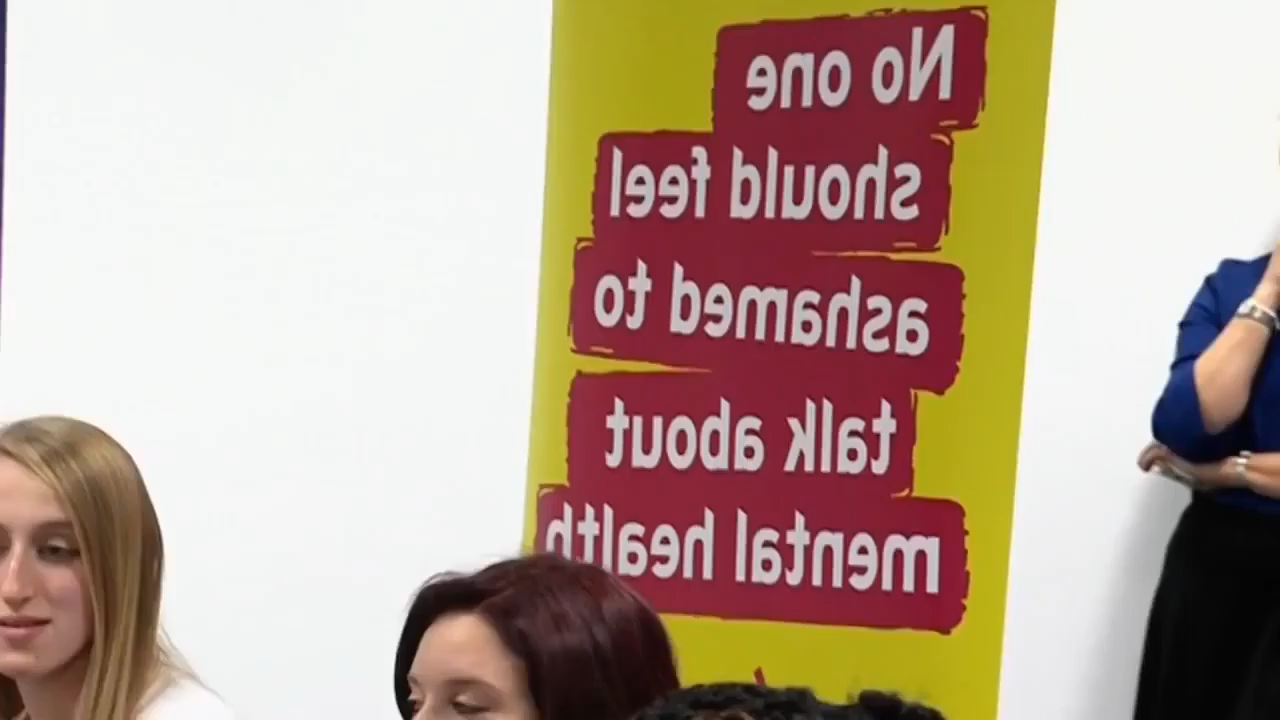 No one
should feel
ashamed to
talk about
mental health